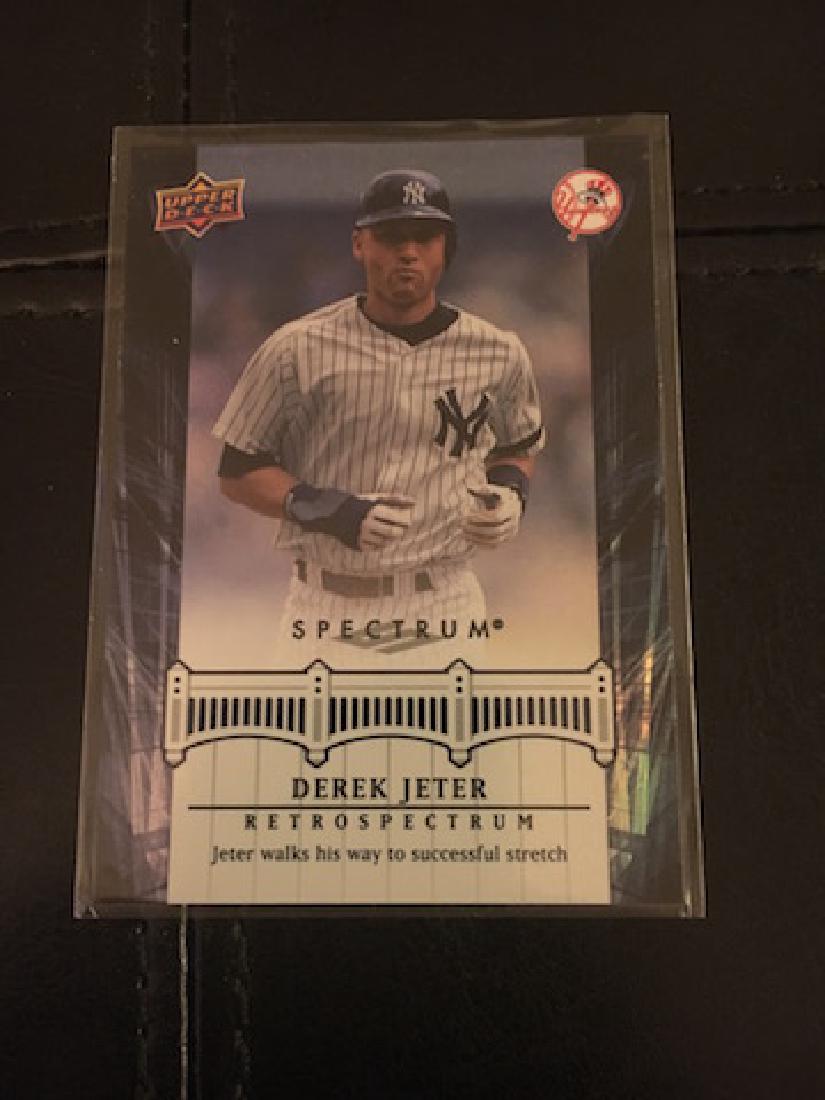 UPPER
DECK
NY
NY
SPECTRUM®
DEREK JETER
RETROSPECTRUM
Jeter walks his way to successful stretch